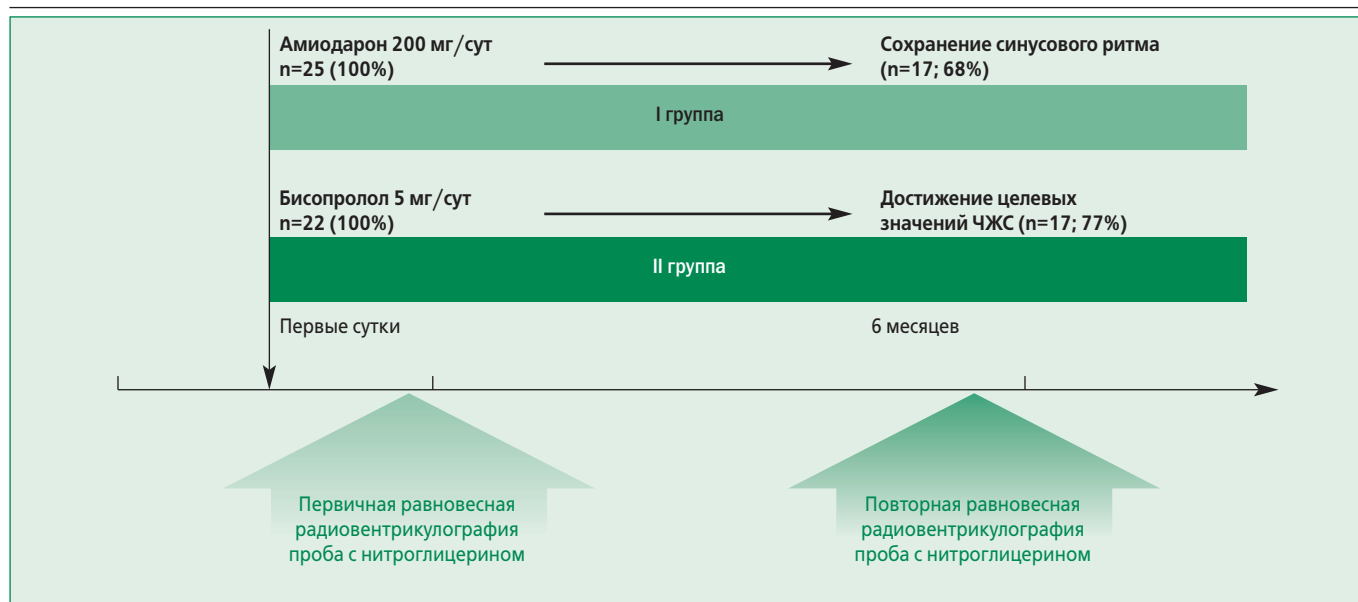 Амиодарон 200 мг/сут
n=25 (100%)
Сохранение синусового ритма
(n=17; 68%)
I группа
Бисопролол 5 мг/сут
n=22 (100%)
Достижение целевых
значений ЧЖС (n=17; 77%)
II группа
Первые сутки
6 месяцев
Первичная равновесная
радиовентрикулография
проба с нитроглицерином
Повторная равновесная
радиовентрикулография
проба с нитроглицерином